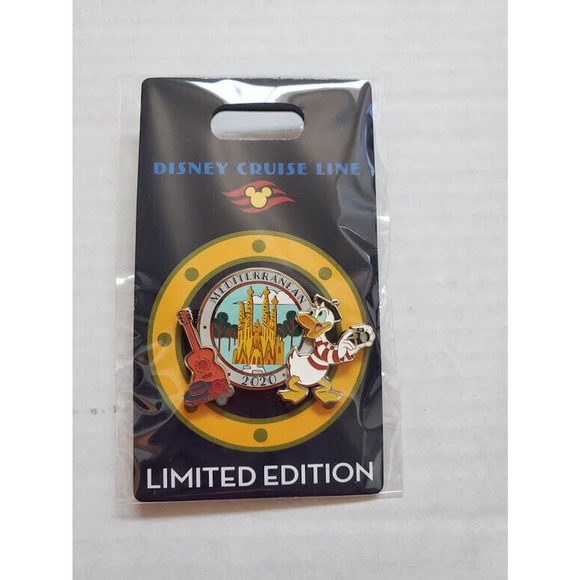 DISNEY CRUISE LINE
MEDITERRANEAN
2020
LIMITED EDITION